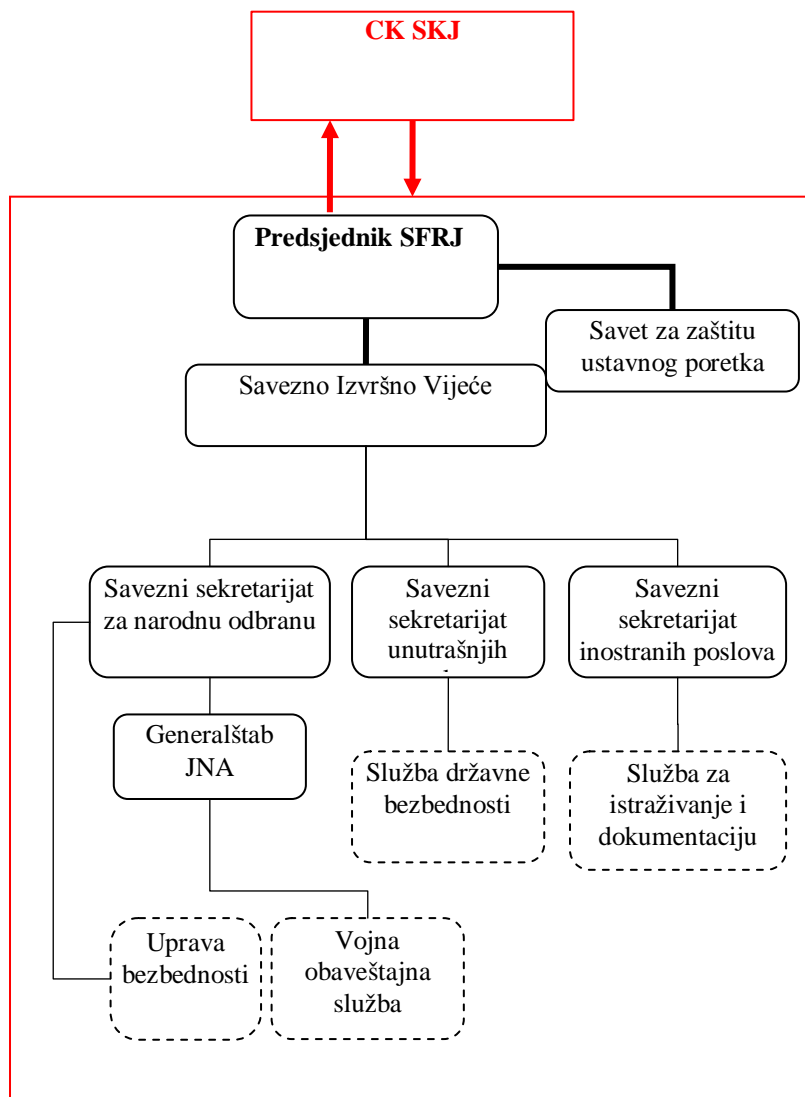 CK SKJ
Predsjednik SFRJ
Savet za zaštitu
ustavnog poretka
Savezno Izvršno Vijeće
Savezni sekretarijat
za narodnu odbranu
Savezni
sekretarijat
unutrašnjih
Savezni
sekretarijat
inostranih poslova
Generalštab
JNA
Služba državne
bezbednosti
Služba za
istraživanje i
dokumentaciju
Uprava
bezbednosti
Vojna
obaveštajna
služba